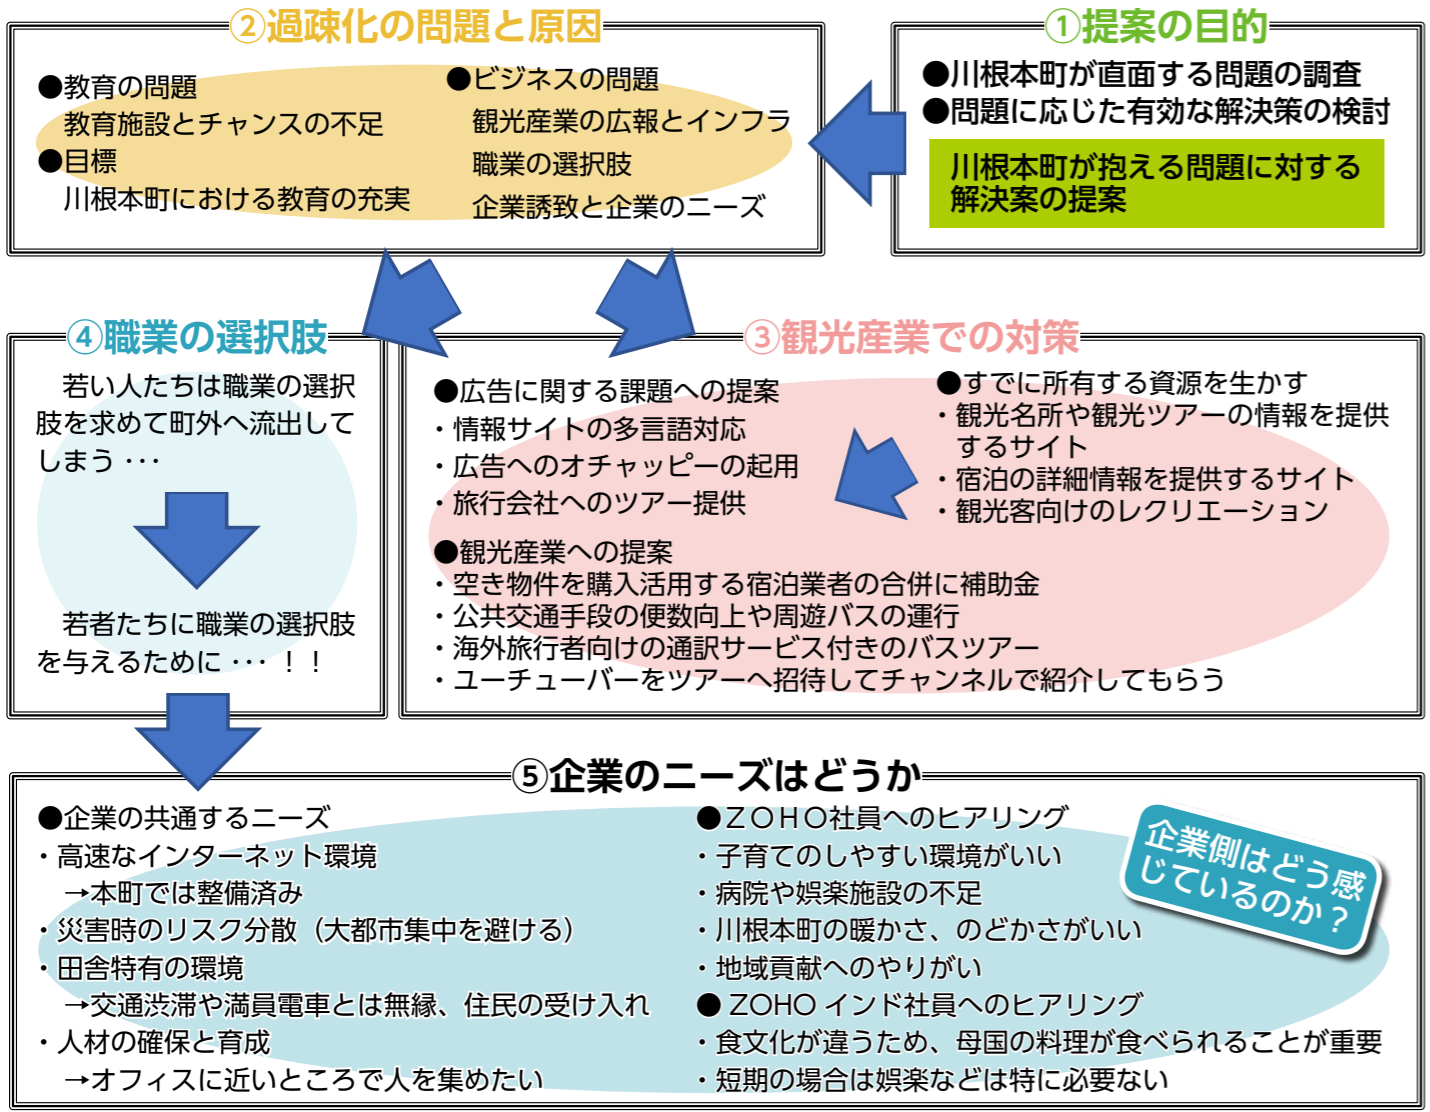 ①提案の目的
●川根本町が直面する問題の調査
●問題に応じた有効な解決策の検討
川根本町が抱える問題に対する
解決案の提案
②過疎化の問題と原因
●教育の問題
教育施設とチャンスの不足
●目標
川根本町における教育の充実
●ビジネスの問題
観光産業の広報とインフラ
職業の選択肢
企業誘致と企業のニーズ
③観光産業での対策
●すでに所有する資源を生かす
・観光名所や観光ツアーの情報を提供
するサイト
・宿泊の詳細情報を提供するサイト
・観光客向けのレクリエーション
●広告に関する課題への提案
・情報サイトの多言語対応
・広告へのオチャッピーの起用
・旅行会社へのツアー提供
●観光産業への提案
・空き物件を購入活用する宿泊業者の合併に補助金
・公共交通手段の便数向上や周遊バスの運行
・海外旅行者向けの通訳サービス付きのバスツアー
・ユーチューバーをツアーへ招待してチャンネルで紹介してもらう
④職業の選択肢
若い人たちは職業の選択
肢を求めて町外へ流出して
しまう･･･
若者たちに職業の選択肢
を与えるために･･･！！
⑤企業のニーズはどうか
●企業の共通するニーズ
・高速なインターネット環境
→本町では整備済み
・災害時のリスク分散（大都市集中を避ける）
・田舎特有の環境
→交通渋滞や満員電車とは無縁、住民の受け入れ
・人材の確保と育成
→オフィスに近いところで人を集めたい
●ＺＯＨＯ社員へのヒアリング
・子育てのしやすい環境がいい
・病院や娯楽施設の不足
・川根本町の暖かさ、のどかさがいい
・地域貢献へのやりがい
●ZOHOインド社員へのヒアリング
・食文化が違うため、母国の料理が食べられることが重要
・短期の場合は娯楽などは特に必要ない
企業側はどう感
じているのか？